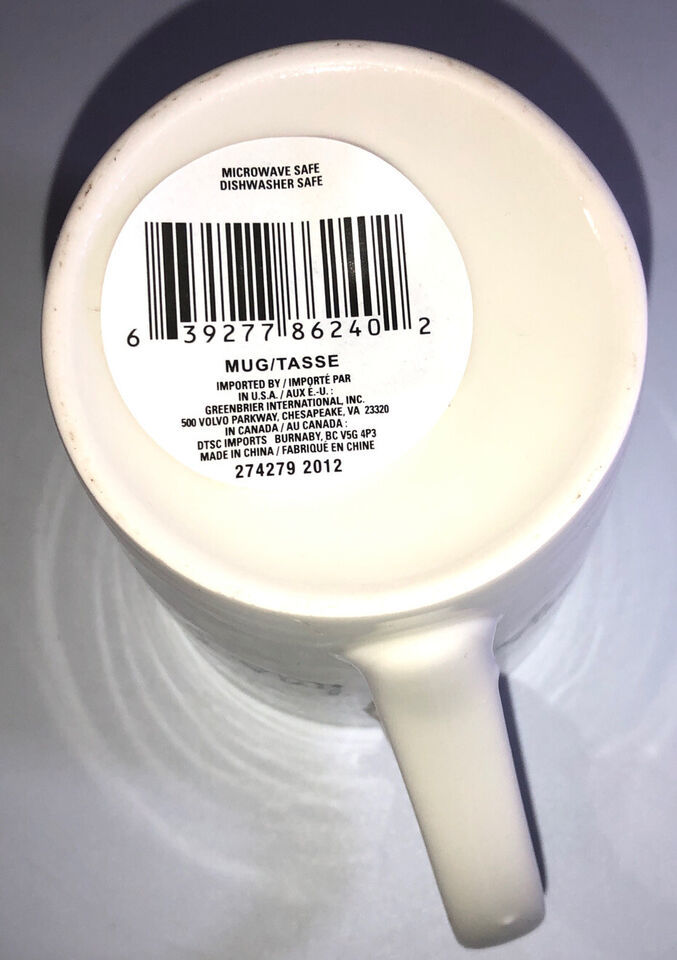 MICROWAVE SAFE
DISHWASHER SAFE
6 39277 86240 2
MUG/TASSE
IMPORTED BY / IMPORTÉ PAR
IN U.S.A. / AUX É.-U. :
GREENBRIER INTERNATIONAL, INC.
500 VOLVO PARKWAY, CHESAPEAKE, VA 23320
IN CANADA / AU CANADA :
DTSC IMPORTS BURNABY, BC V5G 4P3
MADE IN CHINA / FABRIQUÉ EN CHINE
274279 2012